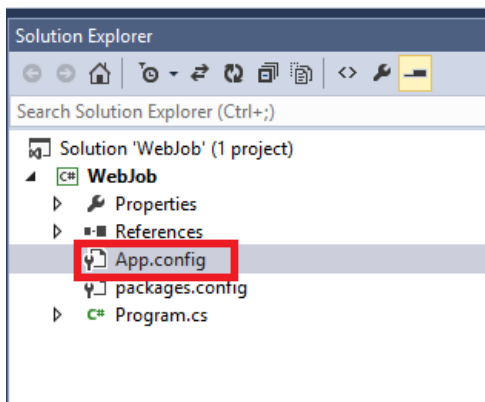 Solution Explorer
Search Solution Explorer (Ctrl+;)
Solution 'WebJob' (1 project)
C# WebJob
Properties
References
App.config
packages.config
C# Program.cs